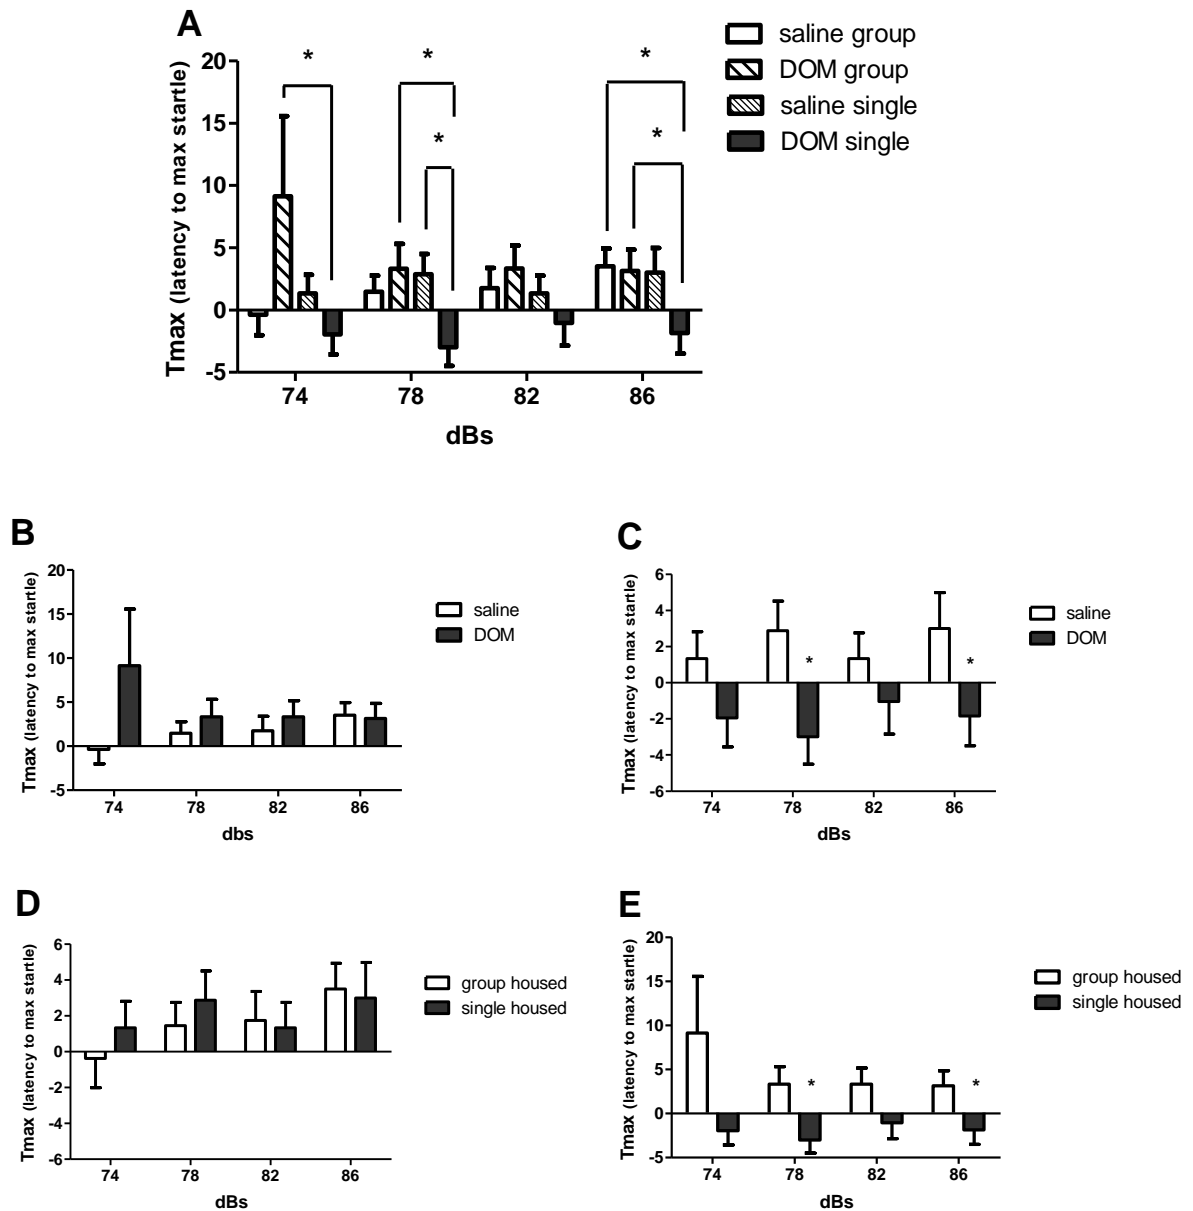 A
saline group
DOM group
saline single
DOM single
Tmax (latency to max startle)
20
15
10
5
0
-5
* * * * *
74 78 82 86
dBs
B
Tmax (latency to max startle)
20
15
10
5
0
-5
saline
DOM
74 78 82 86
dbs
C
Tmax (latency to max startle)
6
4
2
0
-2
-4
-6
* *
saline
DOM
74 78 82 86
dBs
D
Tmax (latency to max startle)
6
4
2
0
-2
-4
-6
group housed
single housed
74 78 82 86
dBs
E
Tmax (latency to max startle)
20
15
10
5
0
-5
* *
group housed
single housed
74 78 82 86
dBs